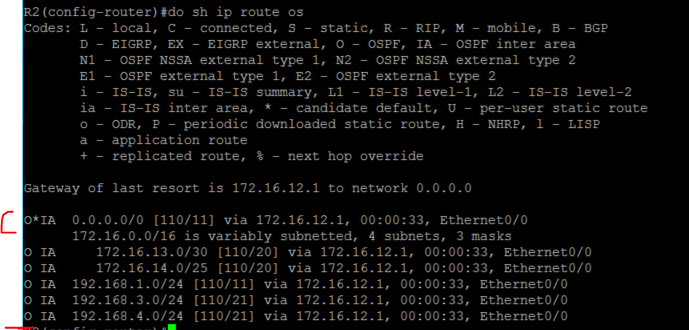 R2(config-router)#do sh ip route os
Codes: L - local, C - connected, S - static, R - RIP, M - mobile, B - BGP
D - EIGRP, EX - EIGRP external, O - OSPF, IA - OSPF inter area
N1 - OSPF NSSA external type 1, N2 - OSPF NSSA external type 2
E1 - OSPF external type 1, E2 - OSPF external type 2
i - IS-IS, su - IS-IS summary, L1 - IS-IS level-1, L2 - IS-IS level-2
ia - IS-IS inter area, * - candidate default, U - per-user static route
o - ODR, P - periodic downloaded static route, H - NHRP, l - LISP
a - application route
+ - replicated route, % - next hop override
Gateway of last resort is 172.16.12.1 to network 0.0.0.0
O*IA 0.0.0.0/0 [110/11] via 172.16.12.1, 00:00:33, Ethernet0/0
172.16.0.0/16 is variably subnetted, 4 subnets, 3 masks
O IA 172.16.13.0/30 [110/20] via 172.16.12.1, 00:00:33, Ethernet0/0
O IA 172.16.14.0/25 [110/20] via 172.16.12.1, 00:00:33, Ethernet0/0
O IA 192.168.1.0/24 [110/11] via 172.16.12.1, 00:00:33, Ethernet0/0
O IA 192.168.3.0/24 [110/21] via 172.16.12.1, 00:00:33, Ethernet0/0
O IA 192.168.4.0/24 [110/21] via 172.16.12.1, 00:00:33, Ethernet0/0
R2(config-router)#